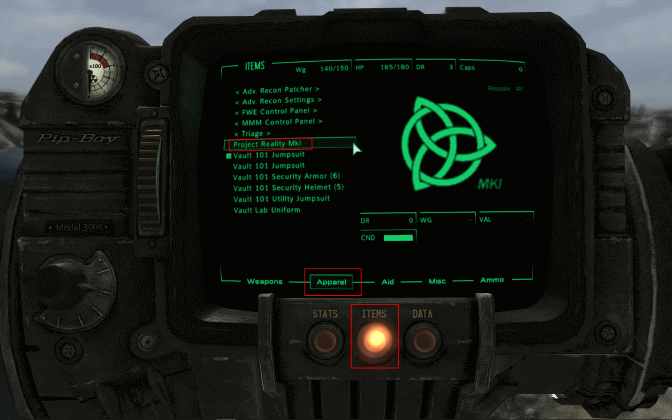 ITEMS Wg 140/150 HP 165/180 DR 3 Caps 0
x100
< Adv. Recon Patcher >
< Adv. Recon Settings >
< FWE Control Panel >
< MMM Control Panel >
< Triage >
Project Reality MkI
Vault 101 Jumpsuit
Vault 101 Jumpsuit
Vault 101 Security Armor (6)
Vault 101 Security Helmet (5)
Vault 101 Utility Jumpsuit
Vault Lab Uniform
MKI
Pip-Boy
Model 3000
DR 0 WG -- VAL --
CND
Weapons Apparel Aid Misc Ammo
STATS ITEMS DATA